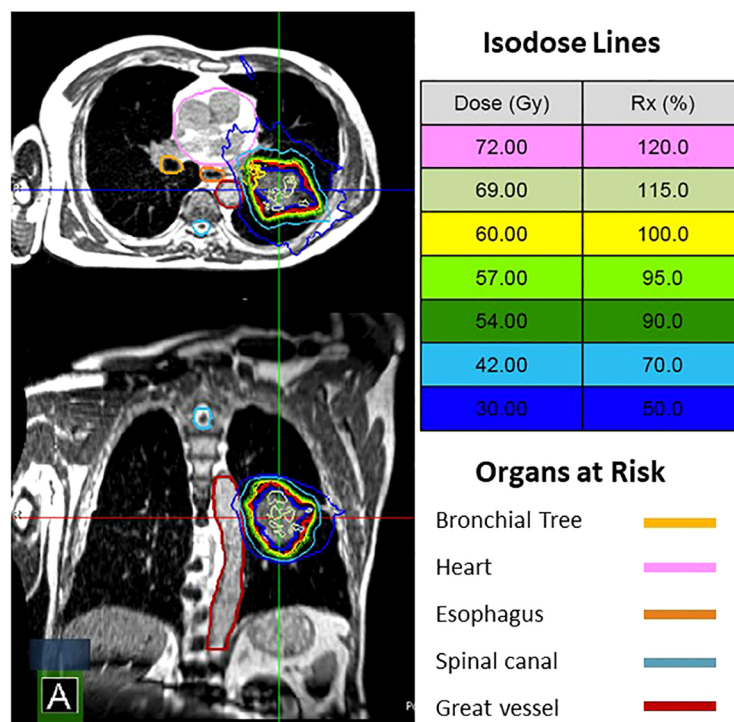 Isodose Lines
Dose (Gy) Rx (%)
72.00 120.0
69.00 115.0
60.00 100.0
57.00 95.0
54.00 90.0
42.00 70.0
30.00 50.0
Organs at Risk
Bronchial Tree
Heart
Esophagus
Spinal canal
Great vessel
A